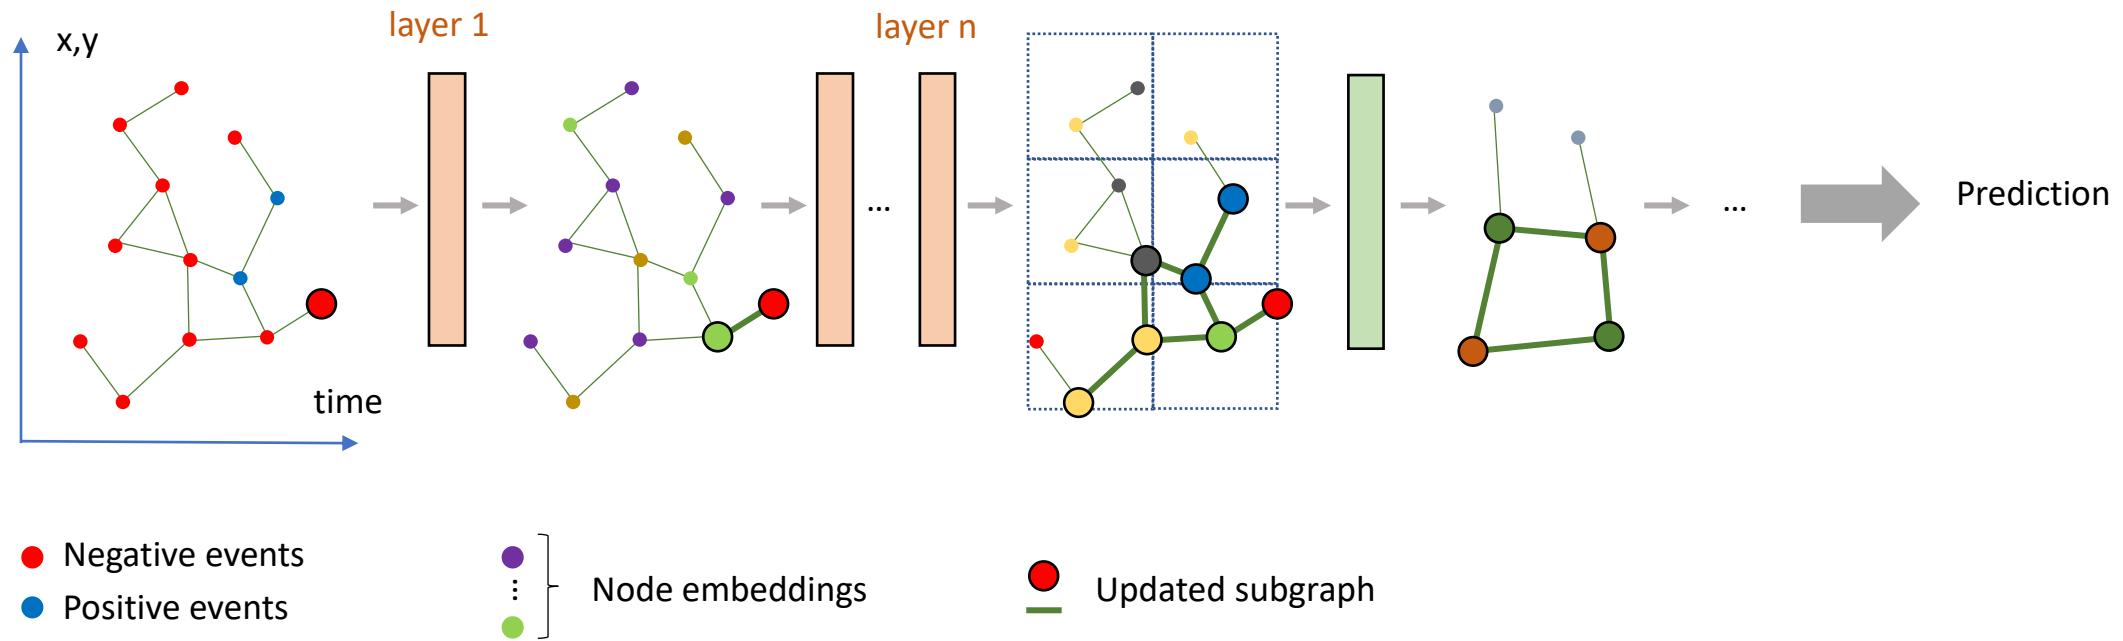 x,y
layer 1
layer n
...
...
Prediction
time
Negative events
Positive events
Node embeddings
Updated subgraph